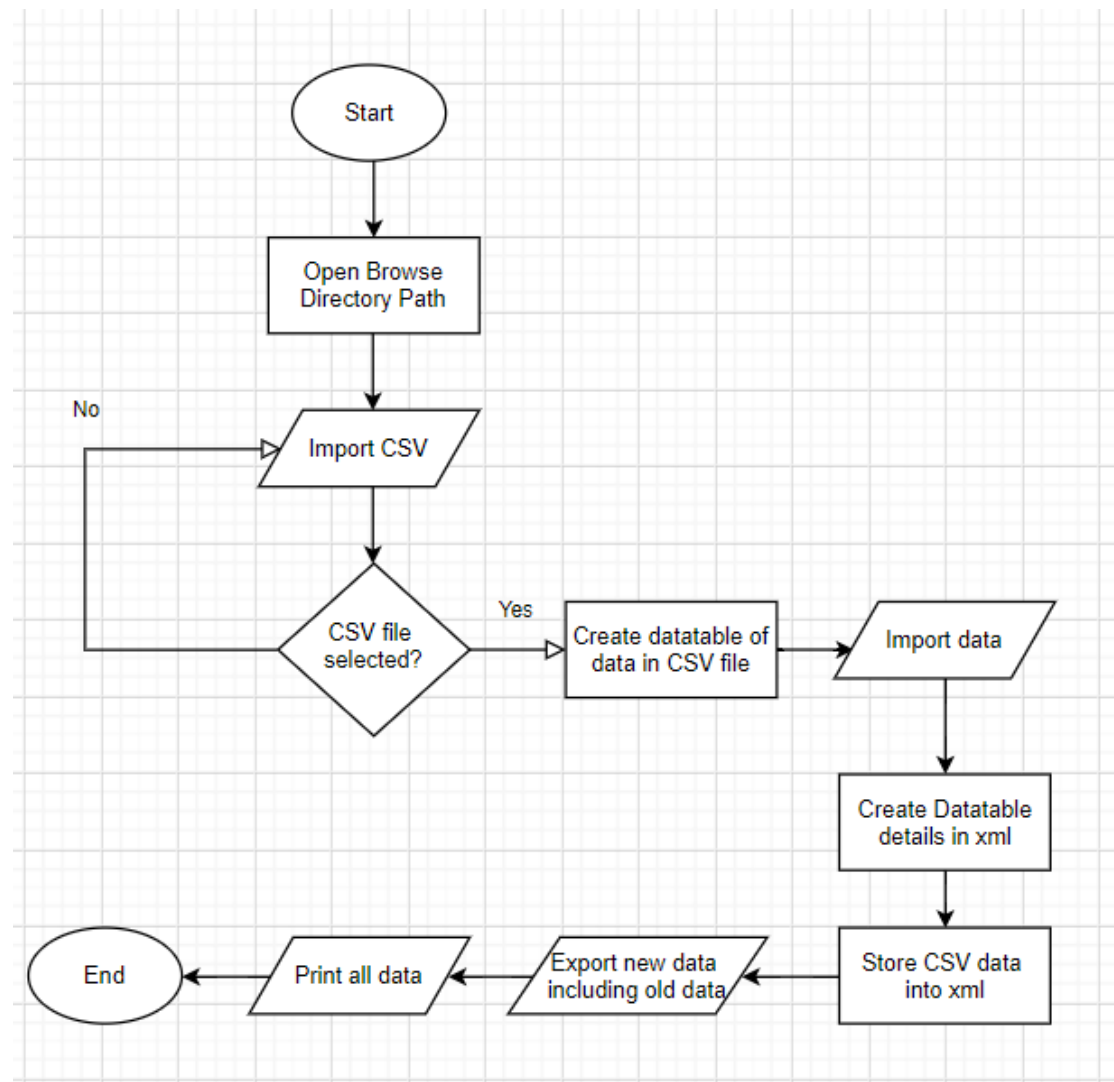 Start
Open Browse
Directory Path
No
Import CSV
CSV file
selected?
Yes
Create datatable of
data in CSV file
Import data
Create Datatable
details in xml
Store CSV data
into xml
Export new data
including old data
Print all data
End